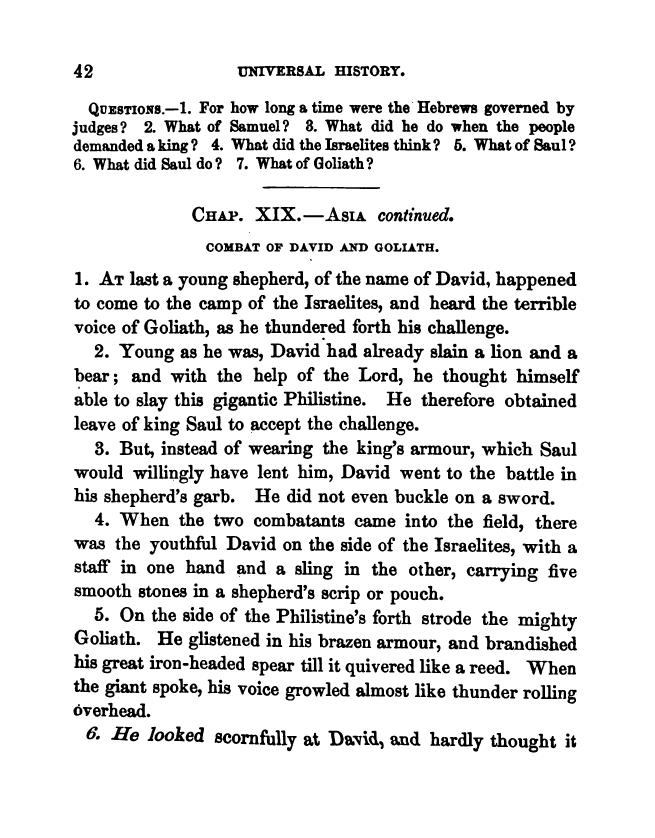 42 UNIVERSAL HISTORY.
QUESTIONS.—1. For how long a time were the Hebrews governed by
judges? 2. What of Samuel? 3. What did he do when the people
demanded a king? 4. What did the Israelites think? 5. What of Saul?
6. What did Saul do? 7. What of Goliath?
CHAP. XIX.—ASIA continued.
COMBAT OF DAVID AND GOLIATH.
1. AT last a young shepherd, of the name of David, happened
to come to the camp of the Israelites, and heard the terrible
voice of Goliath, as he thundered forth his challenge.
2. Young as he was, David had already slain a lion and a
bear; and with the help of the Lord, he thought himself
able to slay this gigantic Philistine. He therefore obtained
leave of king Saul to accept the challenge.
3. But, instead of wearing the king's armour, which Saul
would willingly have lent him, David went to the battle in
his shepherd's garb. He did not even buckle on a sword.
4. When the two combatants came into the field, there
was the youthful David on the side of the Israelites, with a
staff in one hand and a sling in the other, carrying five
smooth stones in a shepherd's scrip or pouch.
5. On the side of the Philistine's forth strode the mighty
Goliath. He glistened in his brazen armour, and brandished
his great iron-headed spear till it quivered like a reed. When
the giant spoke, his voice growled almost like thunder rolling
overhead.
6. He looked scornfully at David, and hardly thought it